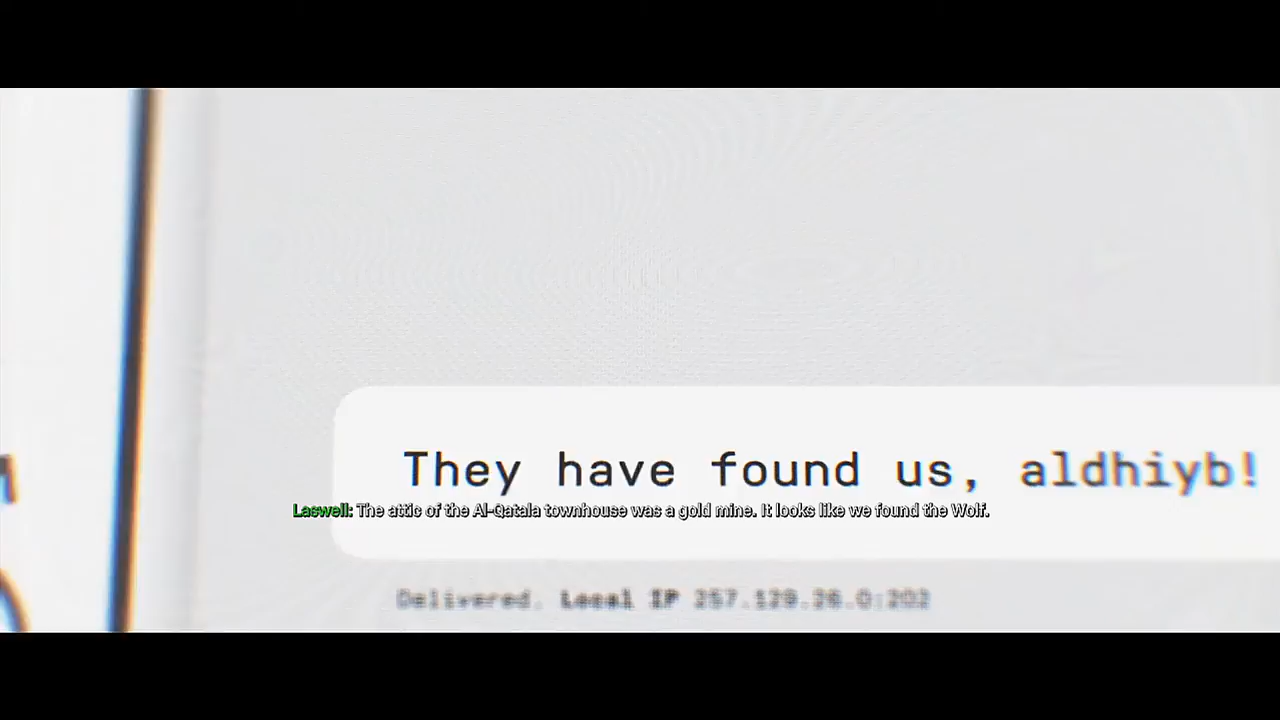 They have found us, aldhiyb!
Laswell: The attic of the Al-Qatala townhouse was a gold mine. It looks like we found the Wolf.
Delivered. Local IP 257.129.26.0:202